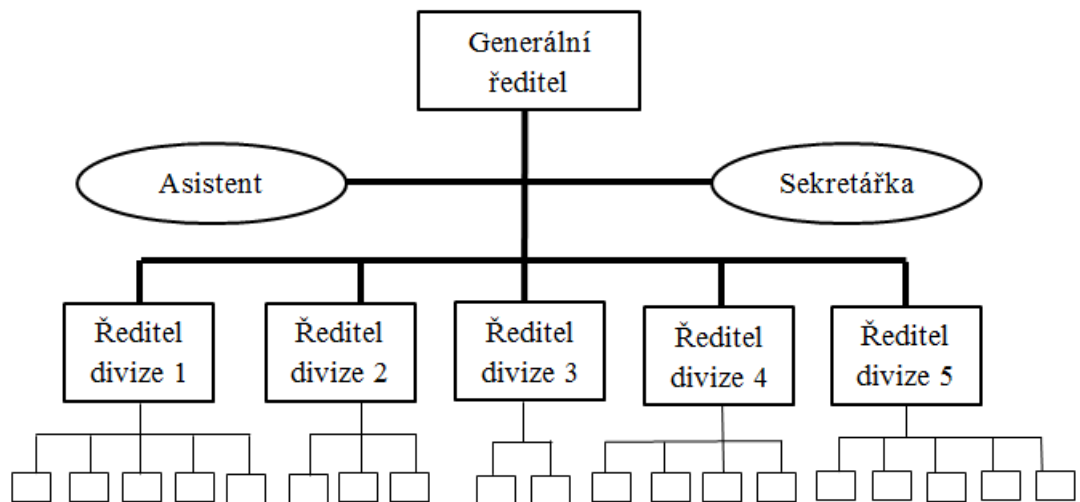 Generální
ředitel
Asistent
Sekretářka
Ředitel
divize 1
Ředitel
divize 2
Ředitel
divize 3
Ředitel
divize 4
Ředitel
divize 5